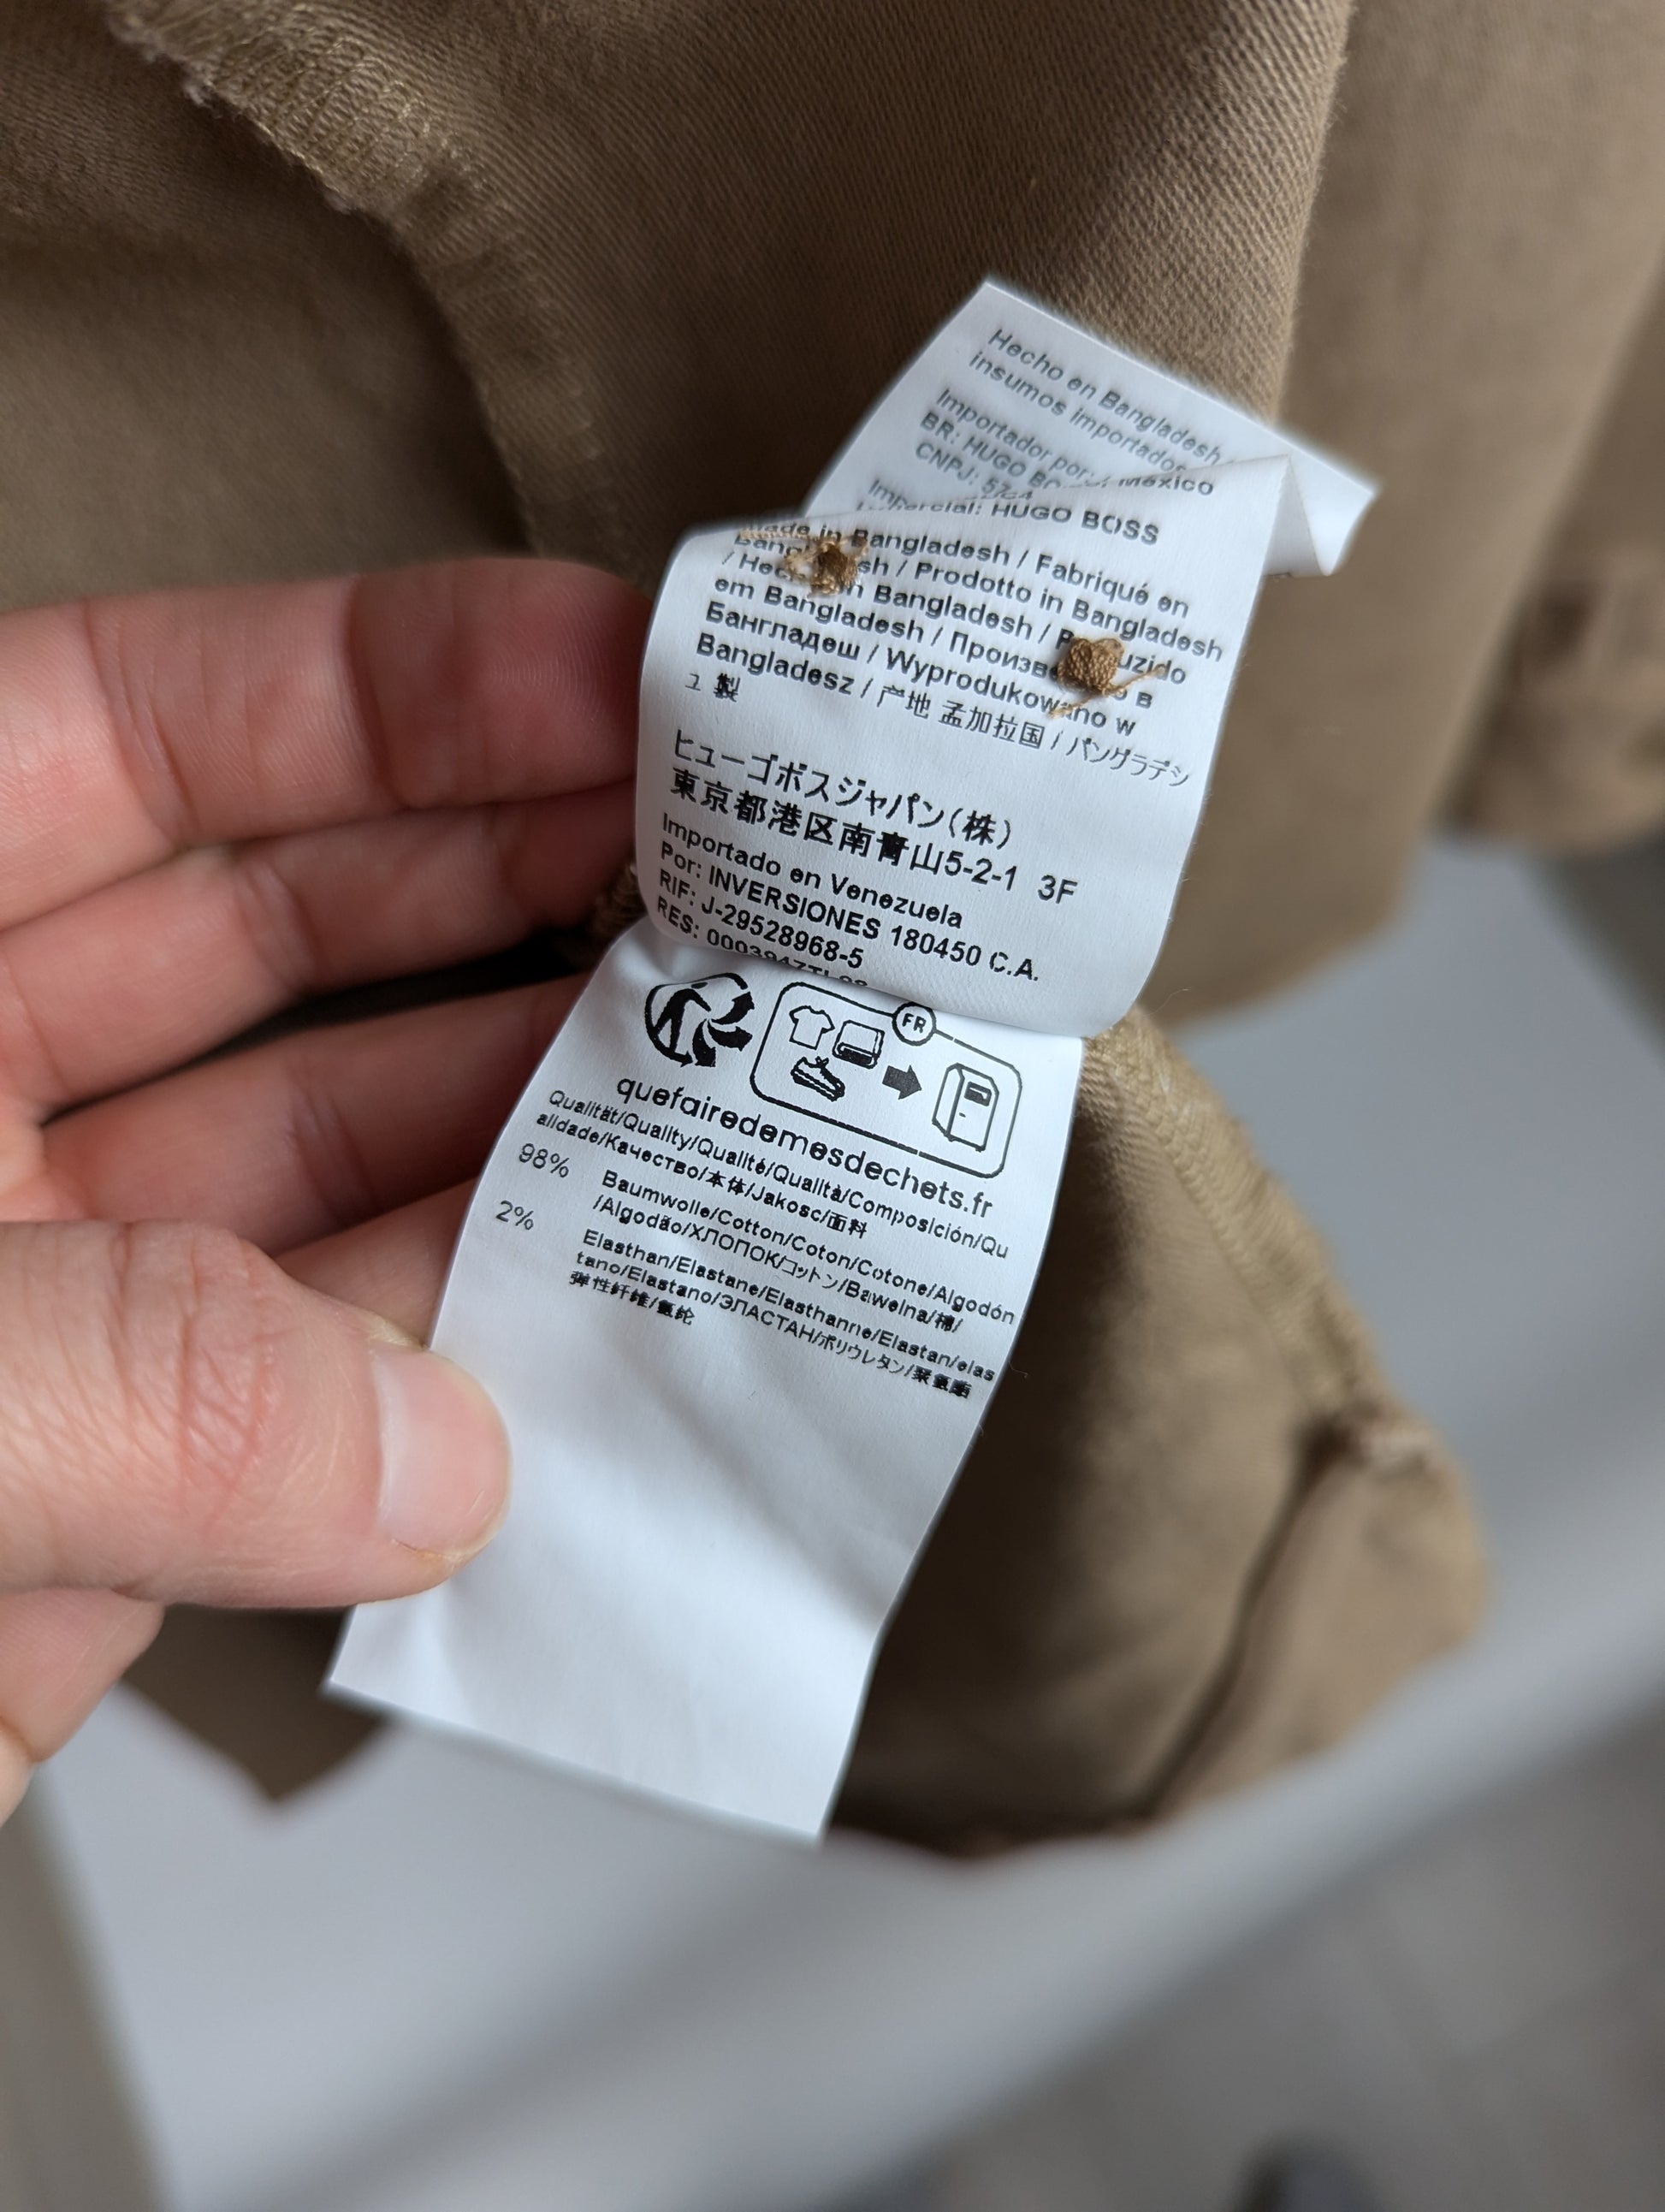 Hecho en Bangladesh /
insumos importados
Importador por: México
BR: HUGO BO
CNPJ: 57
HUGO BOSS
made in Bangladesh / Fabriqué en
sh / Prodotto in Bangladesh
/ n Bangladesh / uzido
em Bangladesh /
Бангладеш / Wyprodukowano w
Bangladesz / 产地 孟加拉国 / バングラデシ
ュ 製
ヒューゴボスジャパン(株)
東京都港区南青山5-2-1 3F
Importado en Venezuela
Por: INVERSIONES 180450 C.A.
RIF: J-29528968-5
RES:
FR
quefairedemesdechets.fr
Qualität/Quality/Qualité/Qualità/Composición/Qu
alidade/Качество/本体/Jakosc/面料
98% Baumwolle/Cotton/Coton/Cotone/Algodón
/Algodão/ХЛОПОК/コットン/Bawelna/棉/
2% Elasthan/Elastane/Elasthanne/Elastan/elas
tano/Elastano/ЭЛАСТАН/ポリウレタン/聚氨酯
弹性纤维/氨纶